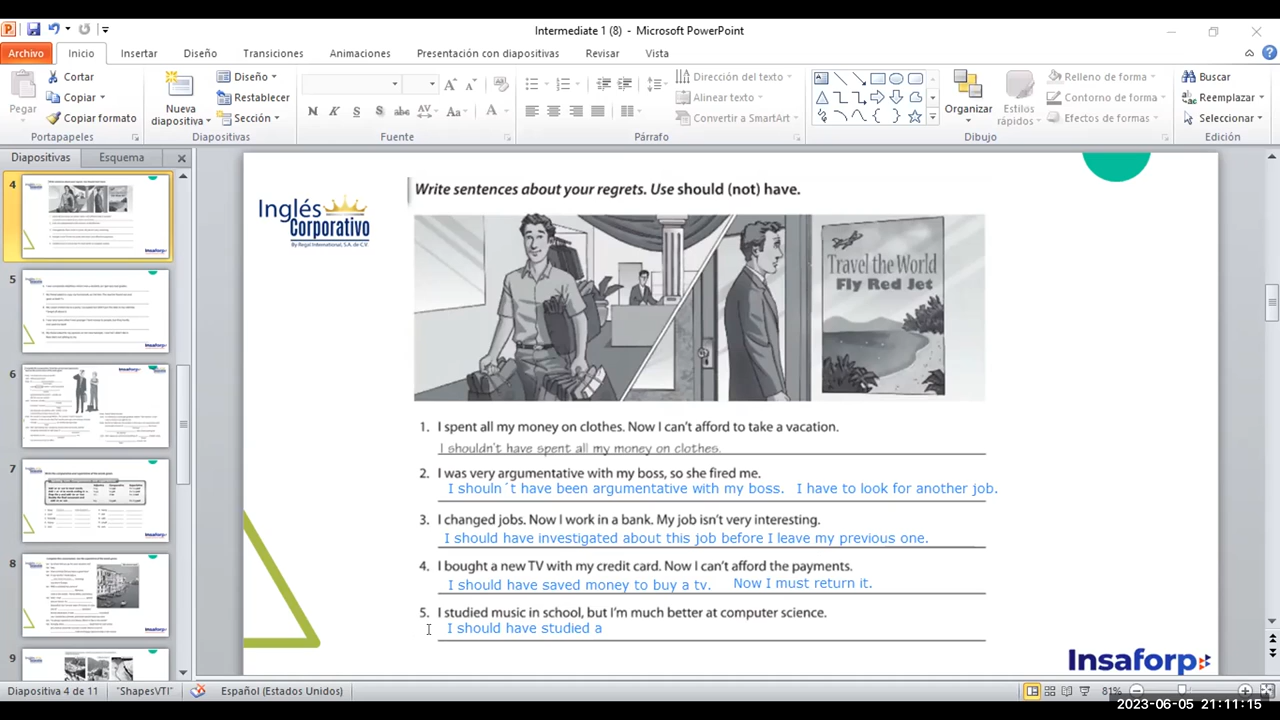 Intermediate 1 (8) - Microsoft PowerPoint
Archivo Inicio Insertar Diseño Transiciones Animaciones Presentación con diapositivas Revisar Vista
Cortar Diseño Dirección del texto Relleno de forma Buscar
Pegar Copiar Nueva diapositiva Restablecer Alinear texto Organizar Estilos rápidos Contorno de forma Reemplazar
Copiar formato Sección N K S abc AV Aa A Convertir a SmartArt Efectos de formas Seleccionar
Portapapeles Diapositivas Fuente Párrafo Dibujo Edición
Diapositivas Esquema
4
5
6
7
8
9
Write sentences about your regrets. Use should (not) have.
Inglés
Corporativo
By Regal International, S.A. de C.V.
Travel the World
Fly Red Jet
1. I spent all my money on clothes. Now I can't afford to take a vacation.
I shouldn't have spent all my money on clothes.
2. I was very argumentative with my boss, so she fired me.
I shouln´t have been argumentative with my boss. I have to look for another job.
3. I changed jobs. Now I work in a bank. My job isn't very interesting.
I should have investigated about this job before I leave my previous one.
4. I bought a new TV with my credit card. Now I can't afford the payments.
I should have saved money to buy a tv. Now I must return it.
5. I studied music in school, but I'm much better at computer science.
I should have studied a
Insaforp
Diapositiva 4 de 11 "ShapesVTI" Español (Estados Unidos) 81%
2023-06-05 21:11:15